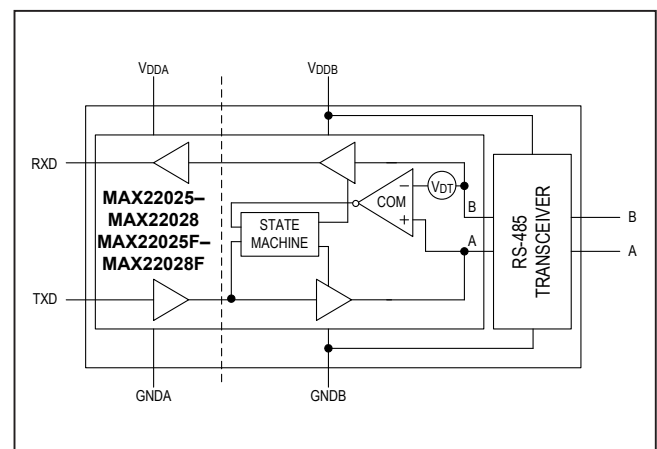 VDDA
VDDB
RXD
MAX22025–
MAX22028
MAX22025F–
MAX22028F
STATE
MACHINE
COM
−
+
VDT
B
A
RS-485
TRANSCEIVER
B
A
TXD
GNDA
GNDB